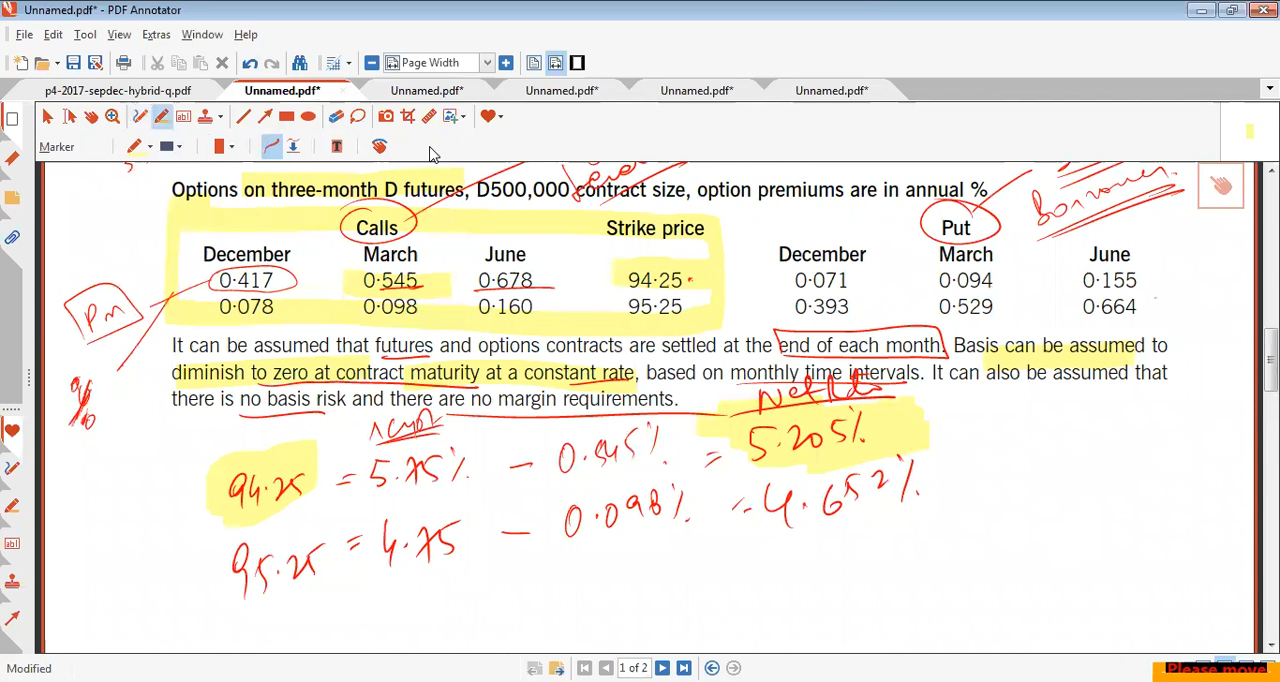 Unnamed.pdf* - PDF Annotator
File Edit Tool View Extras Window Help
Page Width
p4-2017-sepdec-hybrid-q.pdf Unnamed.pdf* Unnamed.pdf* Unnamed.pdf* Unnamed.pdf* Unnamed.pdf*
Marker
Options on three-month D futures, D500,000 contract size, option premiums are in annual %
Borrower
Calls Strike price Put
December March June December March June
0·417 0·545 0·678 94·25 0·071 0·094 0·155
0·078 0·098 0·160 95·25 0·393 0·529 0·664
Pm
%
It can be assumed that futures and options contracts are settled at the end of each month. Basis can be assumed to
diminish to zero at contract maturity at a constant rate, based on monthly time intervals. It can also be assumed that
there is no basis risk and there are no margin requirements.
94.25 = 5.75% - 0.545% = 5.205%
95.25 = 4.75 - 0.098% = 4.652%
Modified 1 of 2
Please move